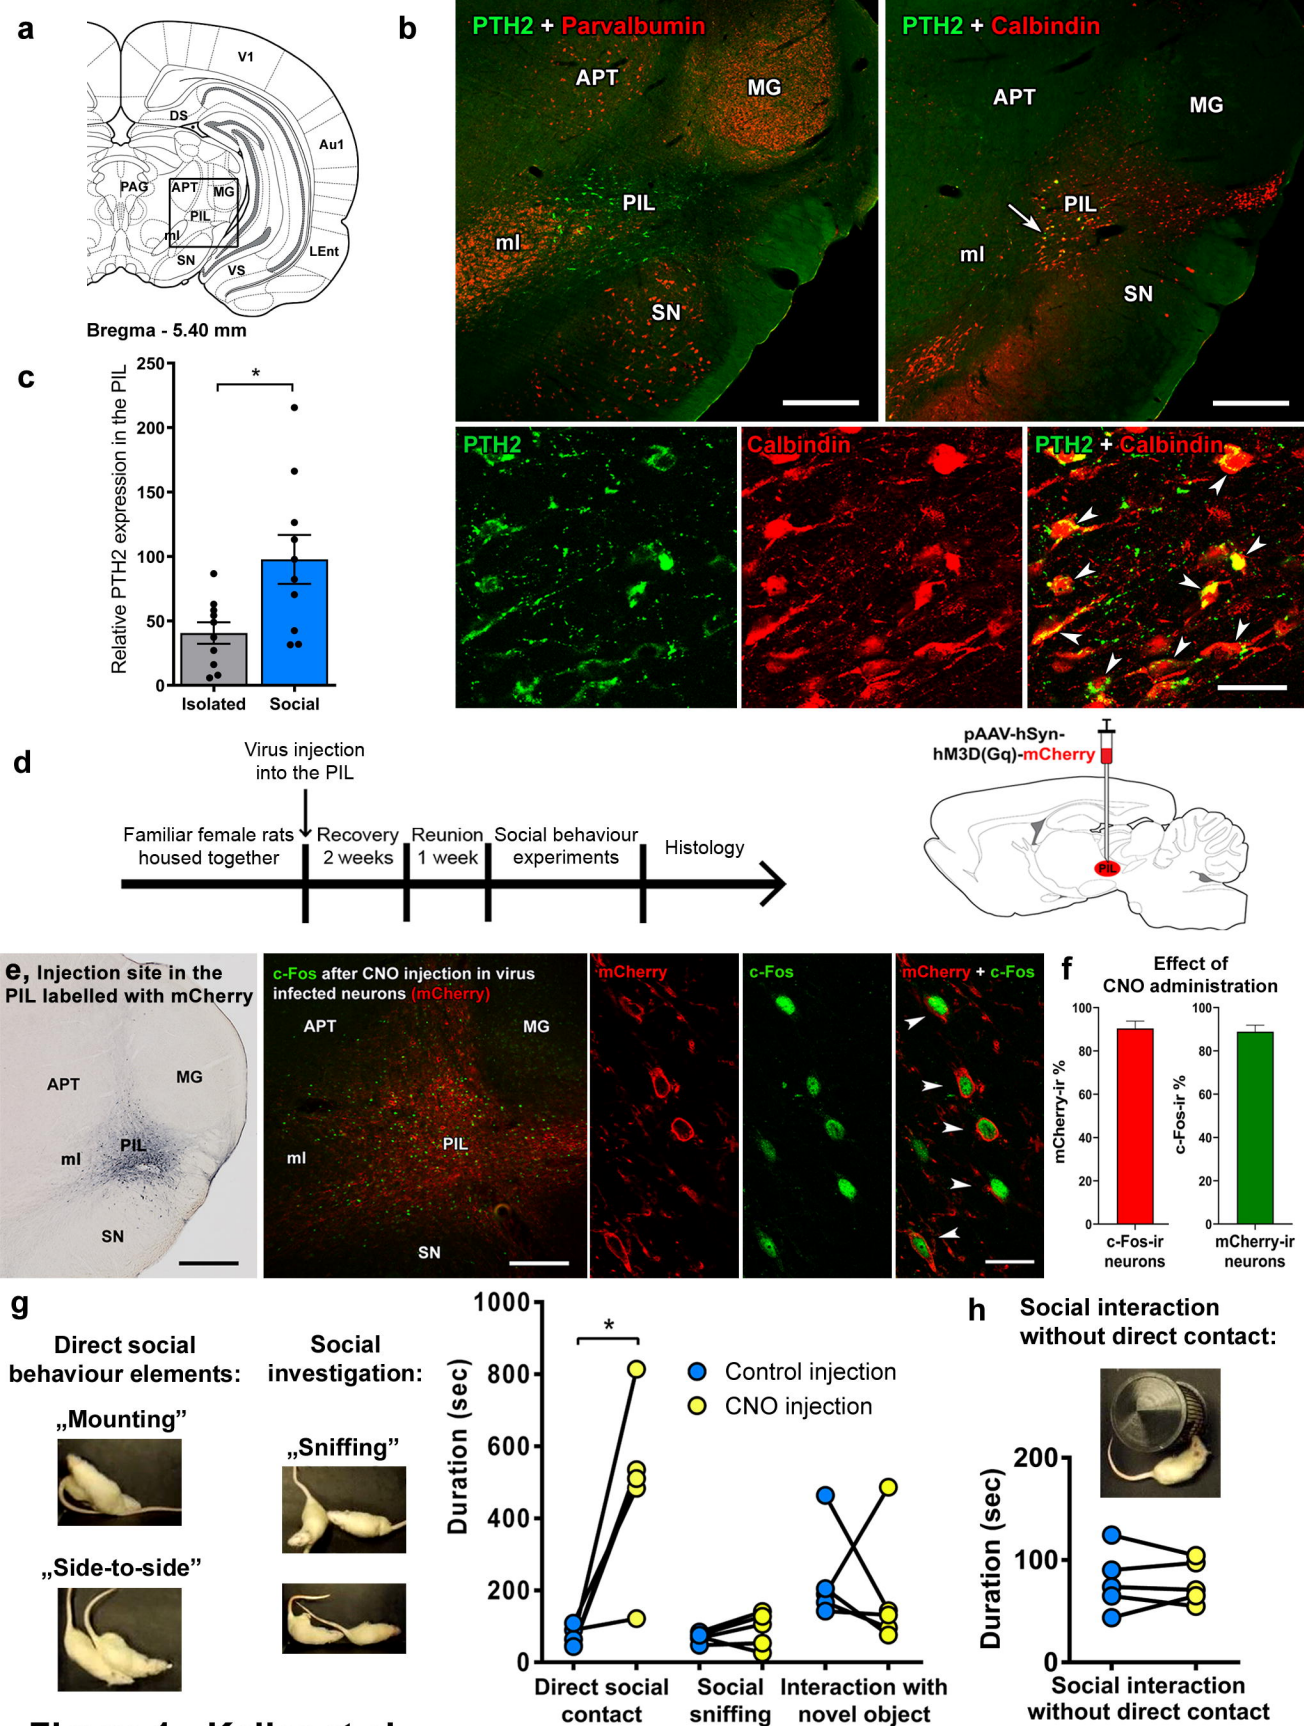 a
V1
DS
Au1
PAG
APT
MG
PIL
ml
SN
LEnt
VS
Bregma - 5.40 mm
b
PTH2 + Parvalbumin
APT
MG
PIL
ml
SN
PTH2 + Calbindin
APT
MG
PIL
ml
SN
PTH2
Calbindin
PTH2 + Calbindin
c
Relative PTH2 expression in the PIL
250
200
150
100
50
0
*
Isolated
Social
d
Virus injection
into the PIL
Familiar female rats
housed together
Recovery
2 weeks
Reunion
1 week
Social behaviour
experiments
Histology
pAAV-hSyn-
hM3D(Gq)-mCherry
PIL
e, Injection site in the
PIL labelled with mCherry
APT
MG
PIL
ml
SN
c-Fos after CNO injection in virus
infected neurons (mCherry)
APT
MG
PIL
ml
SN
mCherry
c-Fos
mCherry + c-Fos
f
Effect of
CNO administration
mCherry-ir %
100
80
60
40
20
0
c-Fos-ir
neurons
c-Fos-ir %
100
80
60
40
20
0
mCherry-ir
neurons
g
Direct social
behaviour elements:
„Mounting”
„Side-to-side”
Social
investigation:
„Sniffing”
Duration (sec)
1000
800
600
400
200
0
*
Control injection
CNO injection
Direct social
contact
Social
sniffing
Interaction with
novel object
h
Social interaction
without direct contact:
Duration (sec)
200
100
0
Social interaction
without direct contact